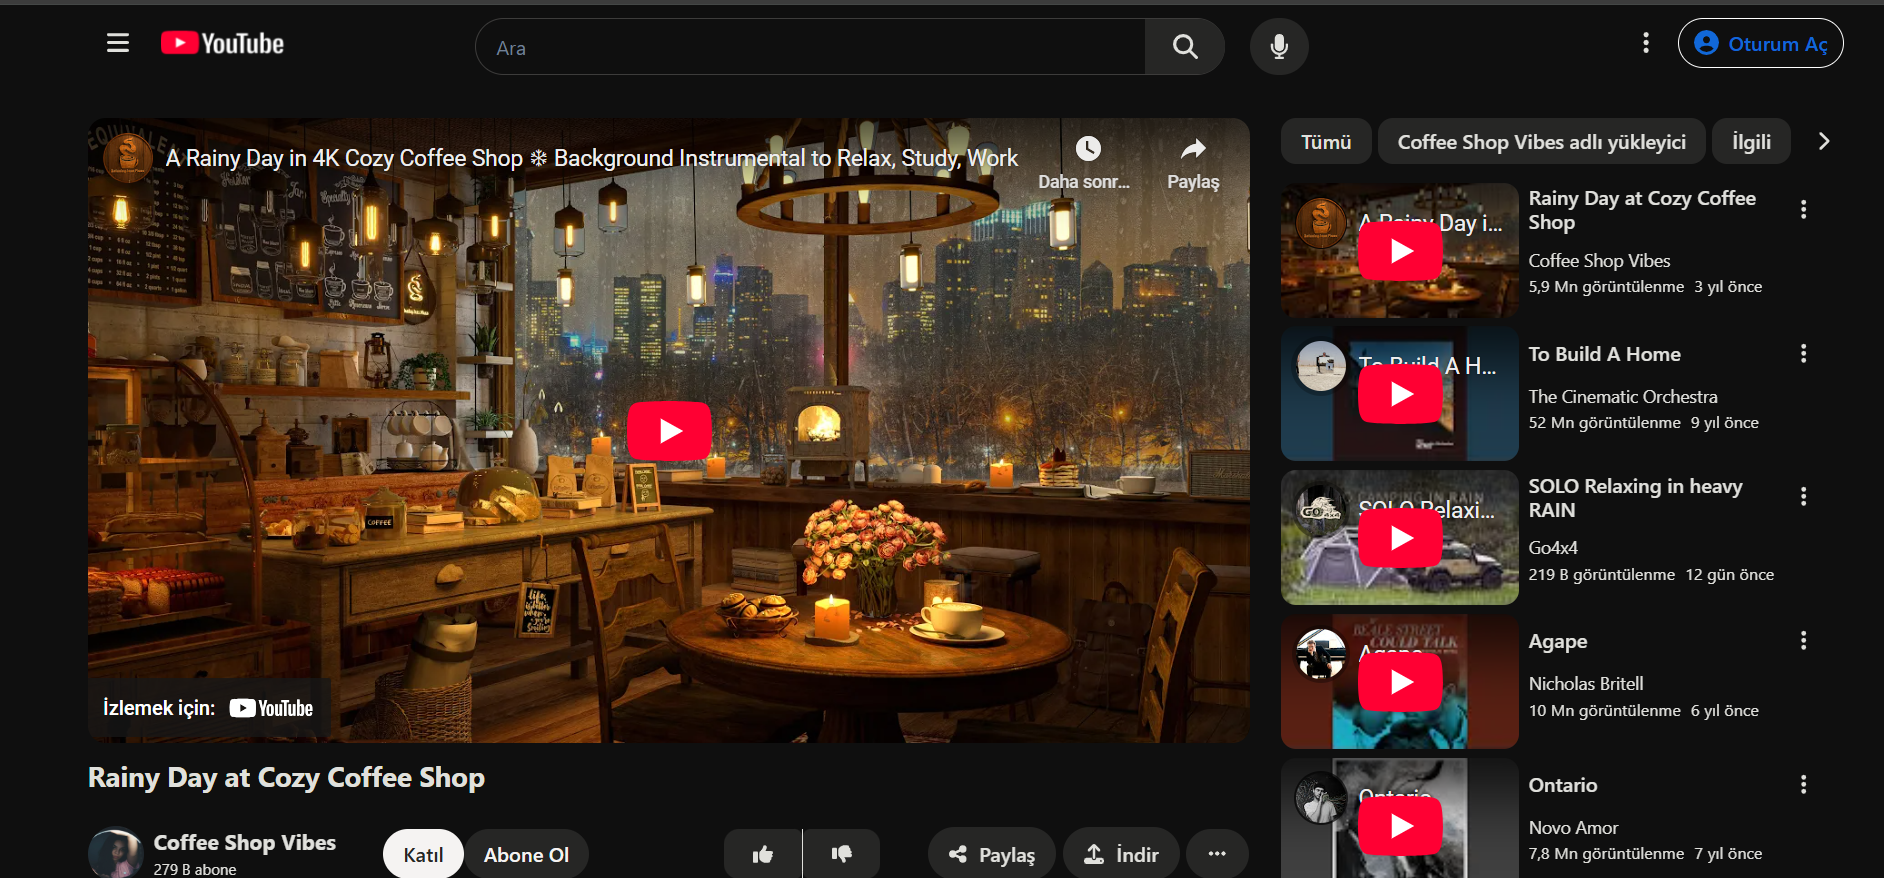 YouTube
Ara
Oturum Aç
A Rainy Day in 4K Cozy Coffee Shop ❄ Background Instrumental to Relax, Study, Work
Daha sonr...
Paylaş
COFFEE
İzlemek için: YouTube
Rainy Day at Cozy Coffee Shop
Coffee Shop Vibes
279 B abone
Katıl
Abone Ol
Paylaş
İndir
Tümü
Coffee Shop Vibes adlı yükleyici
İlgili
A Rainy Day i...
Rainy Day at Cozy Coffee
Shop
Coffee Shop Vibes
5,9 Mn görüntülenme 3 yıl önce
To Build A H...
To Build A Home
The Cinematic Orchestra
52 Mn görüntülenme 9 yıl önce
SOLO Relaxi...
SOLO Relaxing in heavy
RAIN
Go4x4
219 B görüntülenme 12 gün önce
BEALE STREET
COULD TALK
Agape
Agape
Nicholas Britell
10 Mn görüntülenme 6 yıl önce
Ontario
Ontario
Novo Amor
7,8 Mn görüntülenme 7 yıl önce